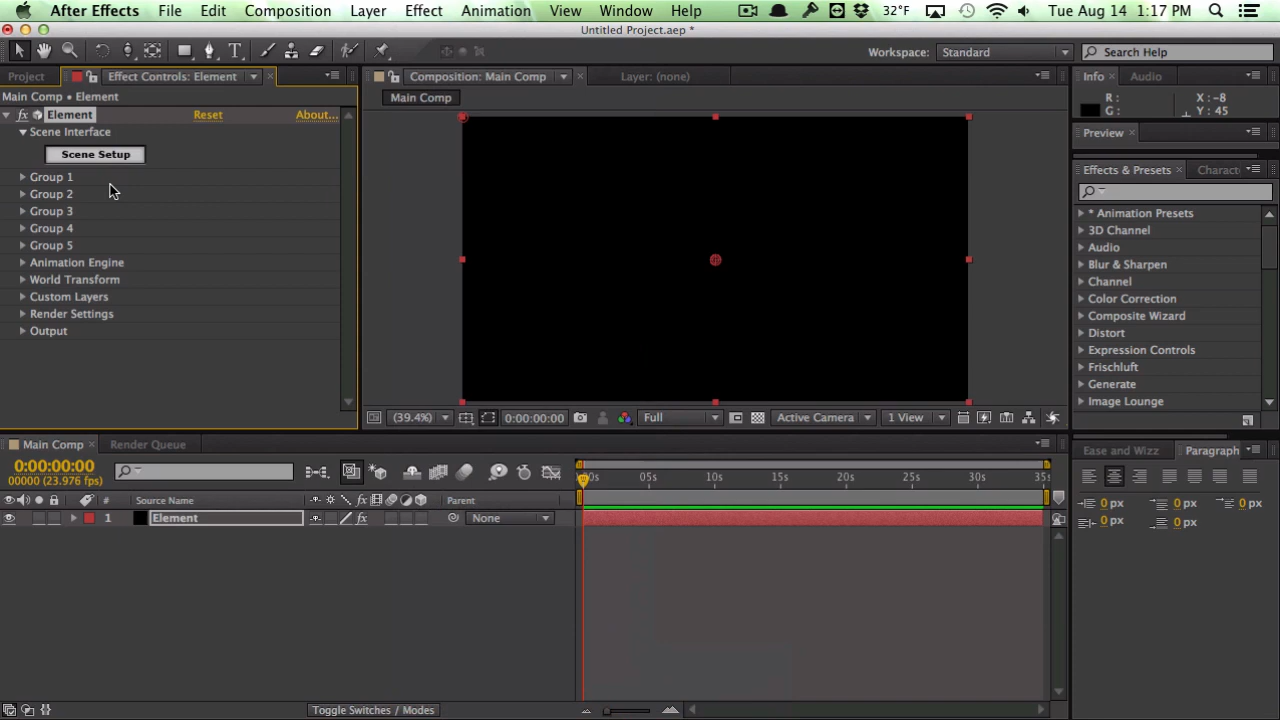 After Effects File Edit Composition Layer Effect Animation View Window Help 32°F Tue Aug 14 1:17 PM
Untitled Project.aep *
Workspace: Standard Search Help
Project Effect Controls: Element Composition: Main Comp Layer: (none) Info Audio
Main Comp • Element
Main Comp
R: X: -8
G: Y: 45
fx Element Reset About...
Scene Interface
Scene Setup
Group 1
Group 2
Group 3
Group 4
Group 5
Animation Engine
World Transform
Custom Layers
Render Settings
Output
Preview
Effects & Presets Charact
* Animation Presets
3D Channel
Audio
Blur & Sharpen
Channel
Color Correction
Composite Wizard
Distort
Expression Controls
Frischluft
Generate
Image Lounge
(39.4%) 0:00:00:00 Full Active Camera 1 View
Main Comp Render Queue
0:00:00:00
00000 (23.976 fps)
# Source Name Parent
1 Element fx None
00s 05s 10s 15s 20s 25s 30s 35s
Ease and Wizz Paragraph
0 px 0 px 0 px
0 px 0 px
Toggle Switches / Modes